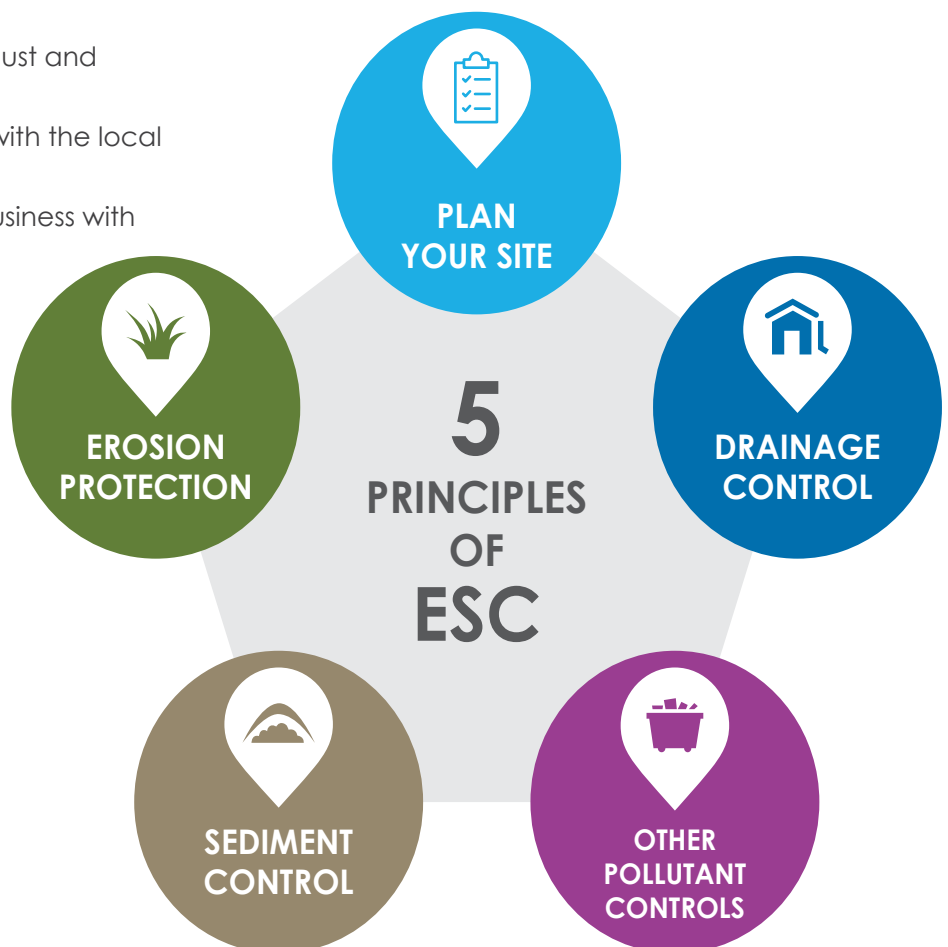 ust and
with the local
usiness with
PLAN
YOUR SITE
EROSION
PROTECTION
DRAINAGE
CONTROL
5
PRINCIPLES
OF
ESC
SEDIMENT
CONTROL
OTHER
POLLUTANT
CONTROLS